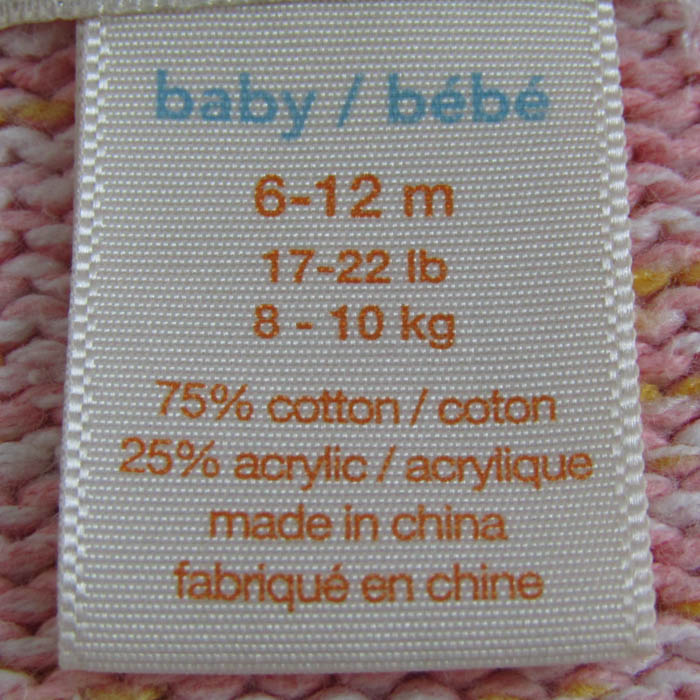 baby / bébé
6-12 m
17-22 lb
8 - 10 kg
75% cotton / coton
25% acrylic / acrylique
made in china
fabriqué en chine